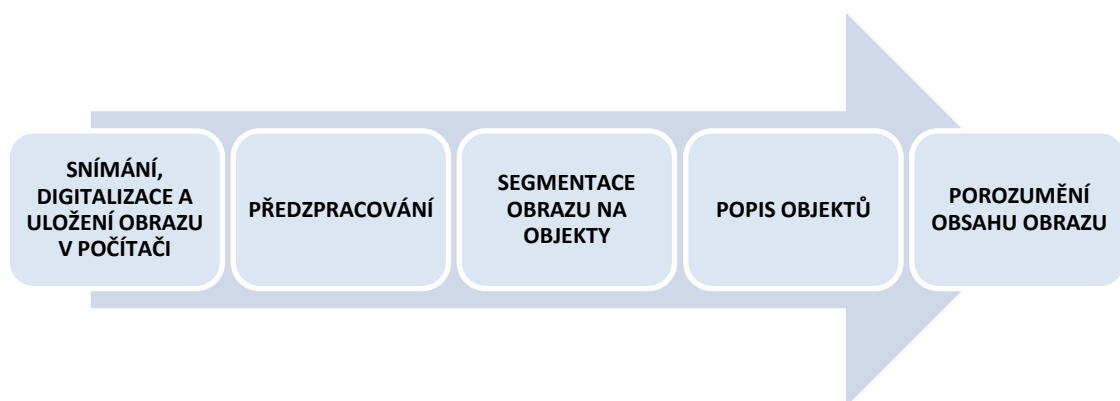 SNÍMÁNÍ,
DIGITALIZACE A
ULOŽENÍ OBRAZU
V POČÍTAČI
PŘEDZPRACOVÁNÍ
SEGMENTACE
OBRAZU NA
OBJEKTY
POPIS OBJEKTŮ
POROZUMĚNÍ
OBSAHU OBRAZU